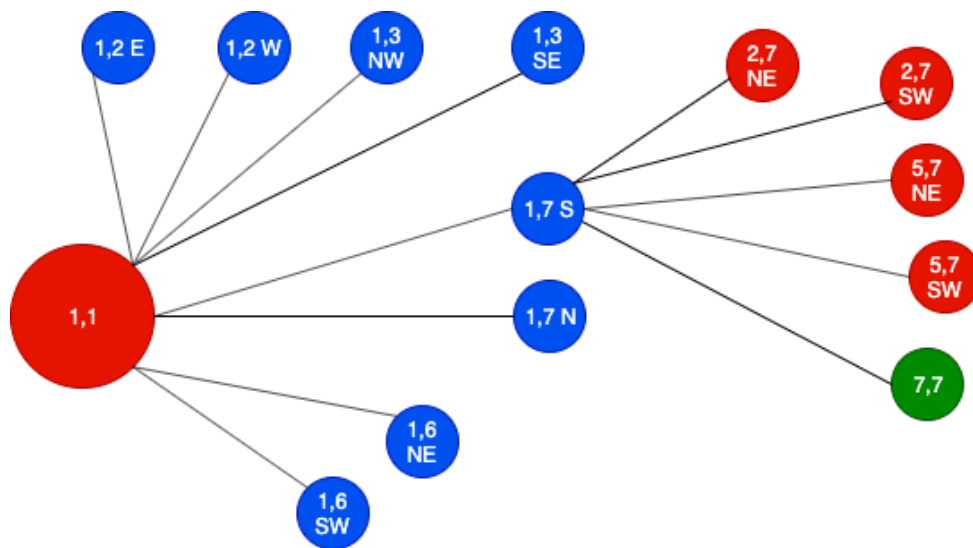 1,2 E
1,2 W
1,3
NW
1,3
SE
2,7
NE
2,7
SW
5,7
NE
1,7 S
5,7
SW
1,1
1,7 N
7,7
1,6
NE
1,6
SW